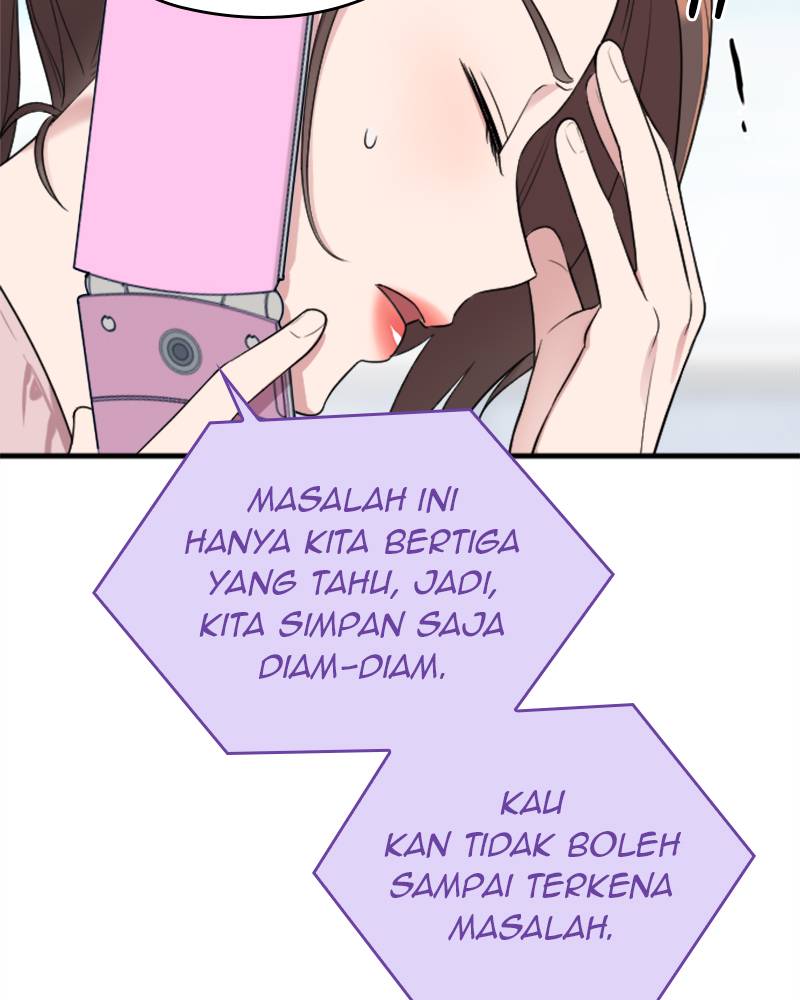 MASALAH INI
HANYA KITA BERTIGA
YANG TAHU, JADI,
KITA SIMPAN SAJA
DIAM-DIAM.
KAU
KAN TIDAK BOLEH
SAMPAI TERKENA
MASALAH.